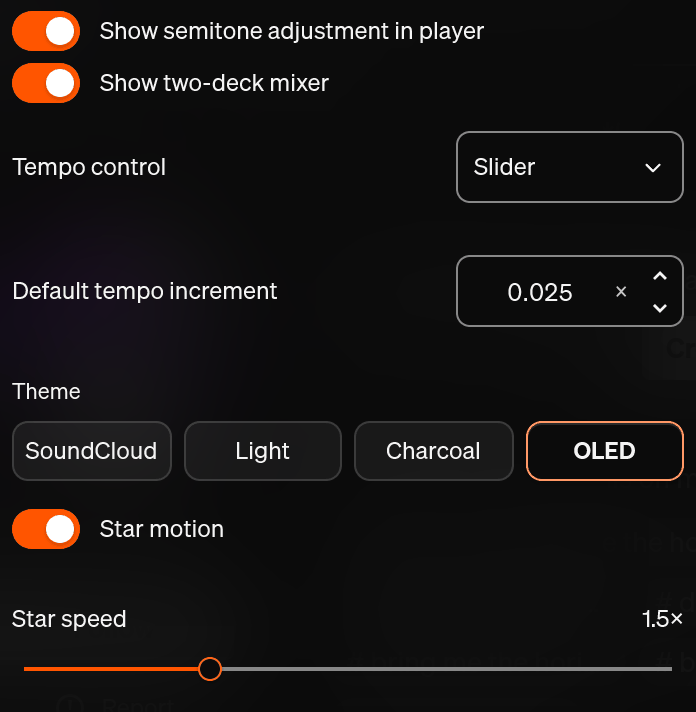 Show semitone adjustment in player
Show two-deck mixer
Tempo control
Slider
Default tempo increment
0.025 ×
Theme
SoundCloud Light Charcoal OLED
Star motion
Star speed 1.5×